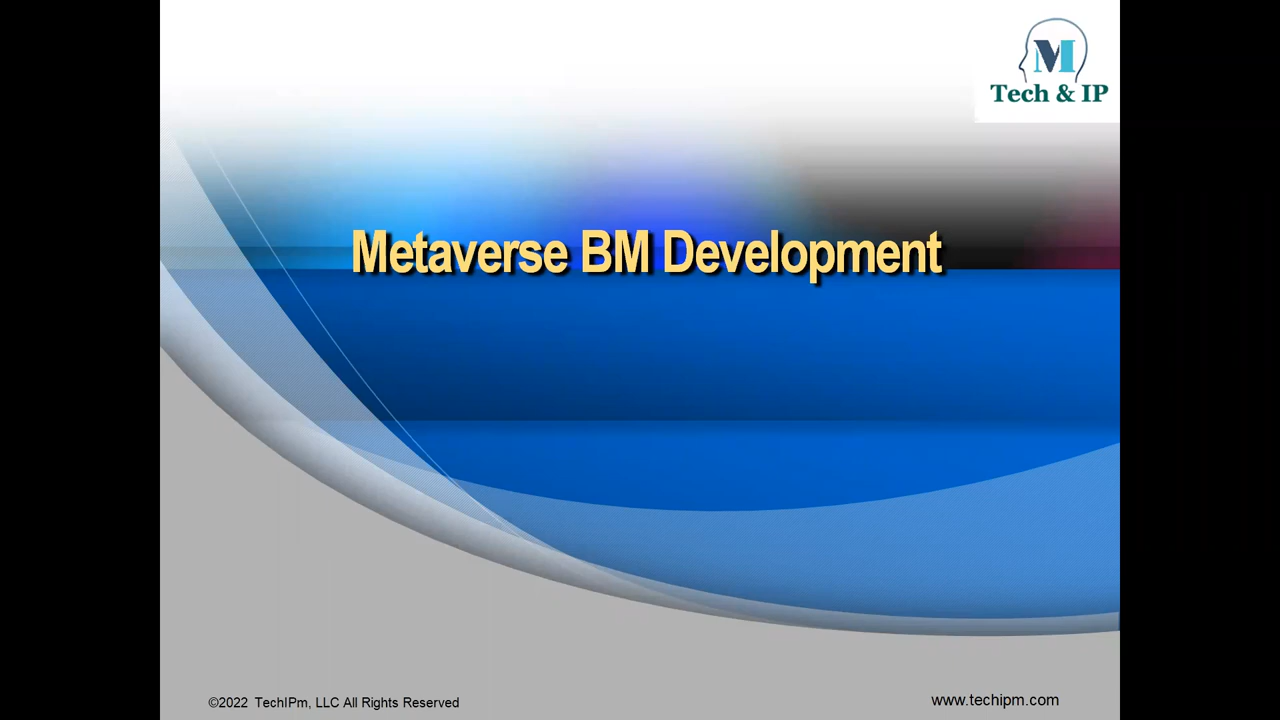 M
Tech & IP
Metaverse BM Development
©2022 TechIPm, LLC All Rights Reserved
www.techipm.com